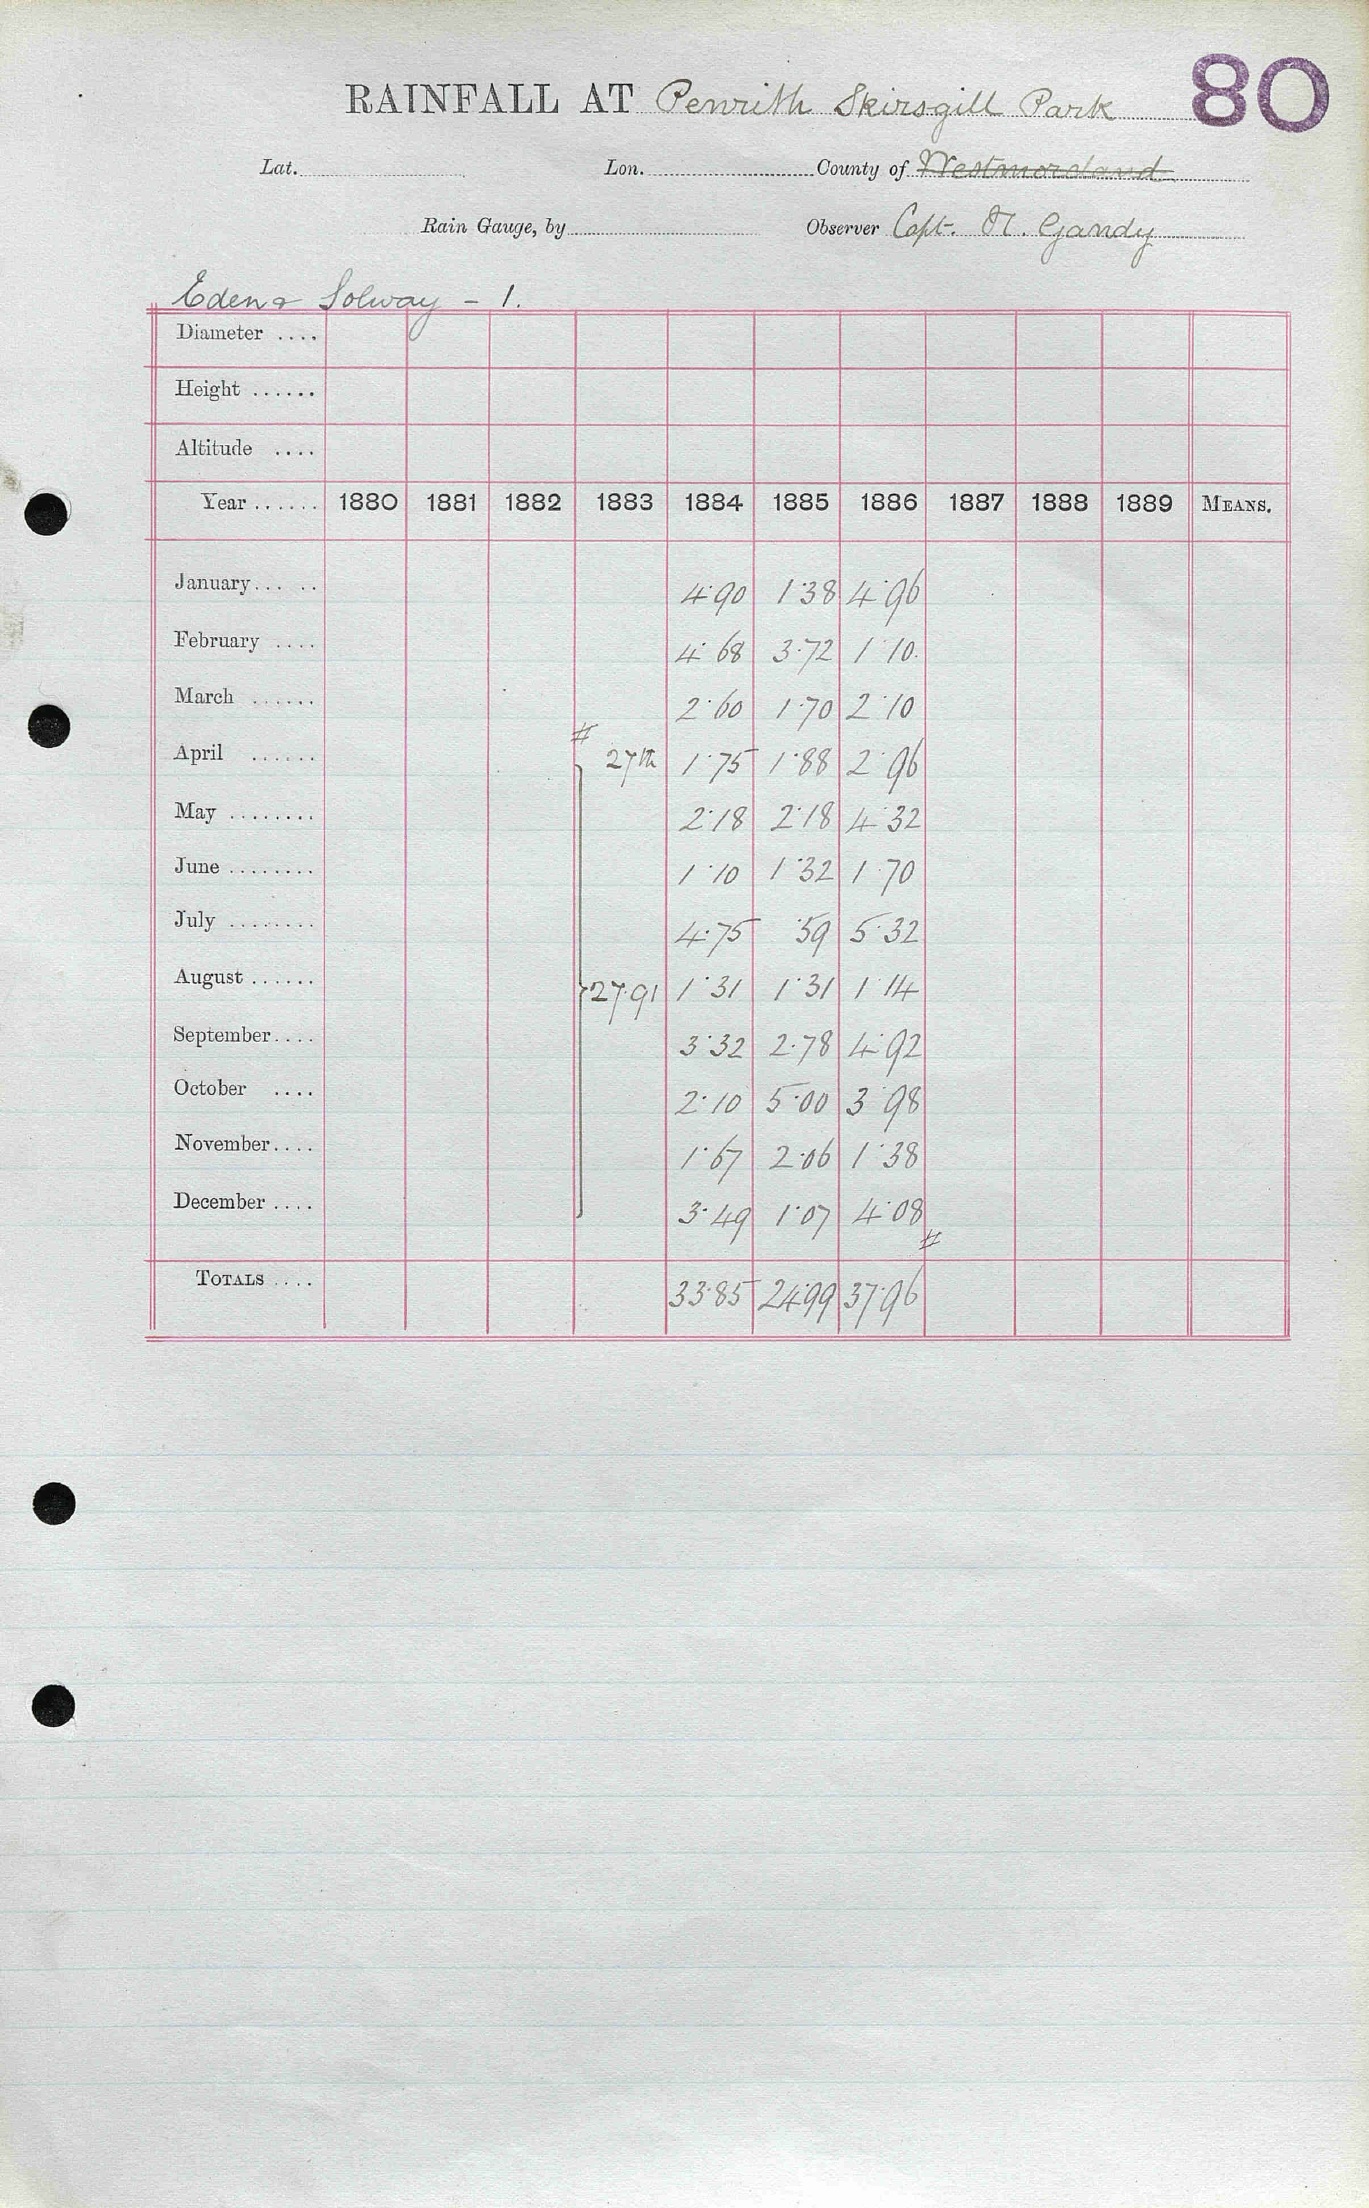 80
RAINFALL AT Penrith Skirsgill Park
Lat. Lon. County of Westmorland
Rain Gauge, by Observer Capt. Gandy
Eden & Solway - 1.
Diameter ....
Height ......
Altitude ....
Year ...... 1880 1881 1882 1883 1884 1885 1886 1887 1888 1889 MEANS.
January... .. 4·90 1·38 4·96
February .... 4·68 3·72 1·10.
March ...... 2·60 1·70 2·10
#
April ...... 27th 1·75 1·88 2·96
May ........ 2·18 2·18 4·32
June ........ 1·10 1·32 1·70
July ........ 4·75 ·59 5·32
August ...... 27·91 1·31 1·31 1·14
September.... 3·32 2·78 4·92
October .... 2·10 5·00 3·98
November.... 1·67 2·06 1·38
December .... 3·49 1·07 4·08
#
TOTALS .... 33·85 24·99 37·96